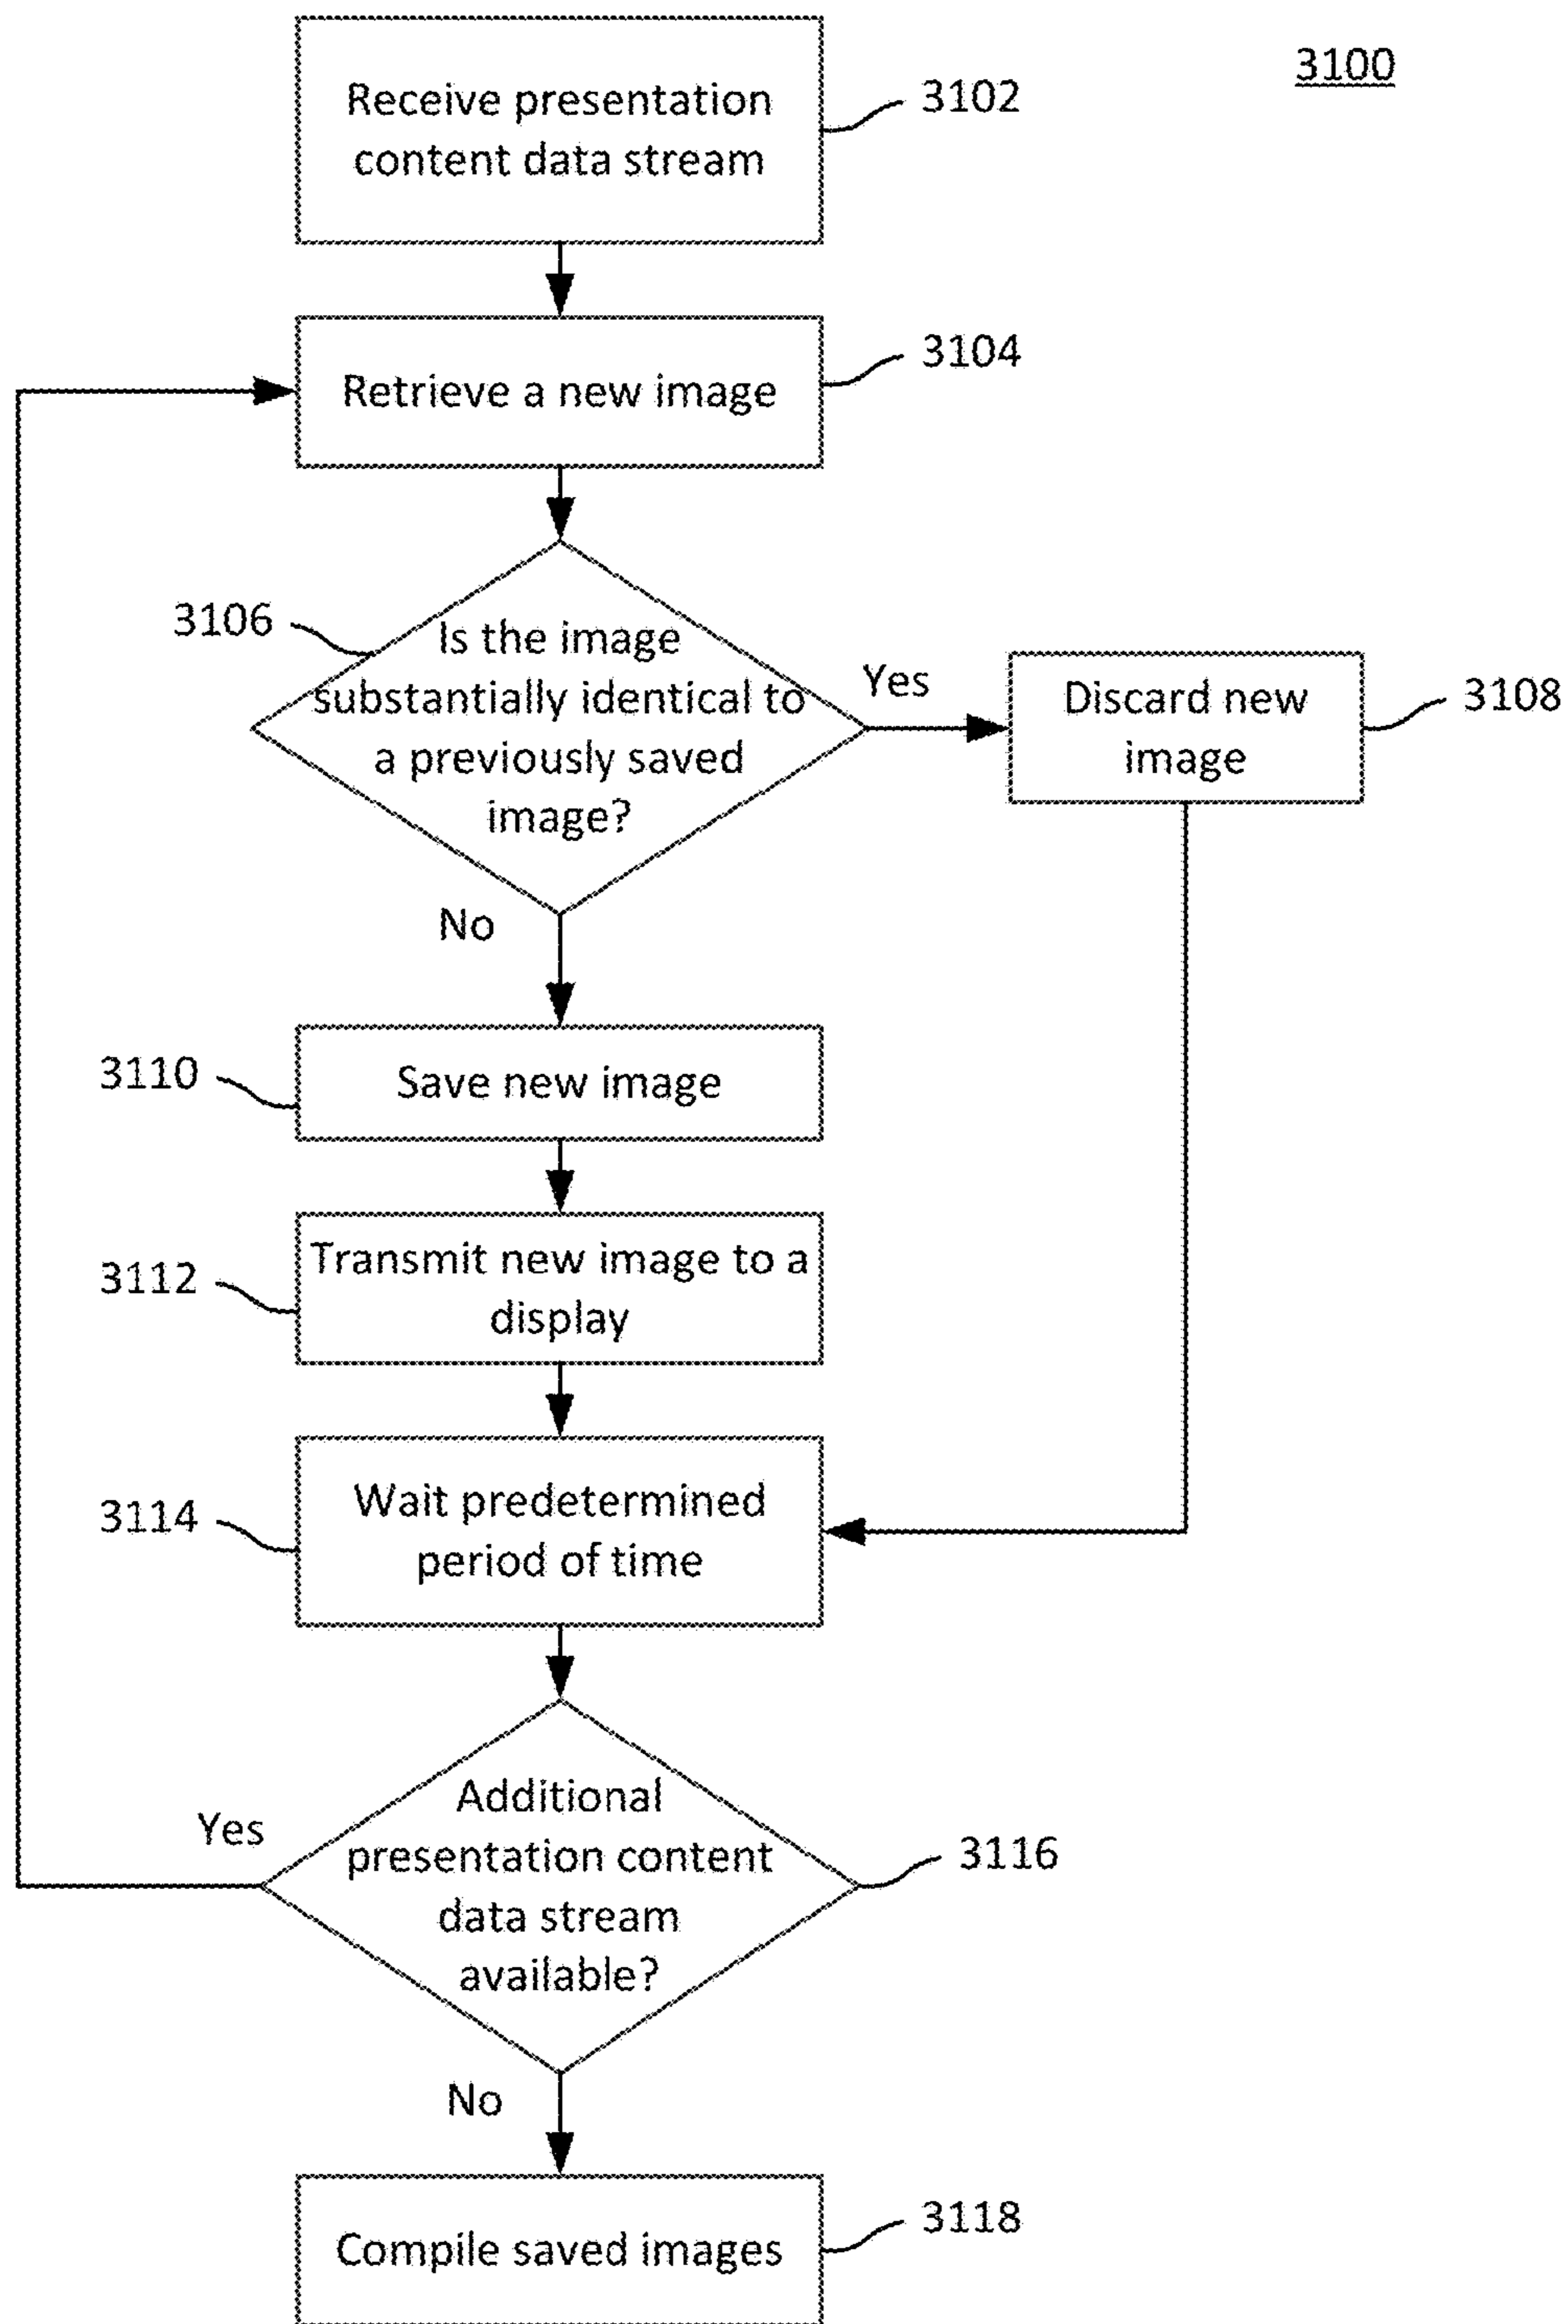 3100
Receive presentation
content data stream
3102
Retrieve a new image
3104
3106
Is the image
substantially identical to
a previously saved
image?
Yes
Discard new
image
3108
No
3110
Save new image
3112
Transmit new image to a
display
3114
Wait predetermined
period of time
Yes
Additional
presentation content
data stream
available?
3116
No
Compile saved images
3118